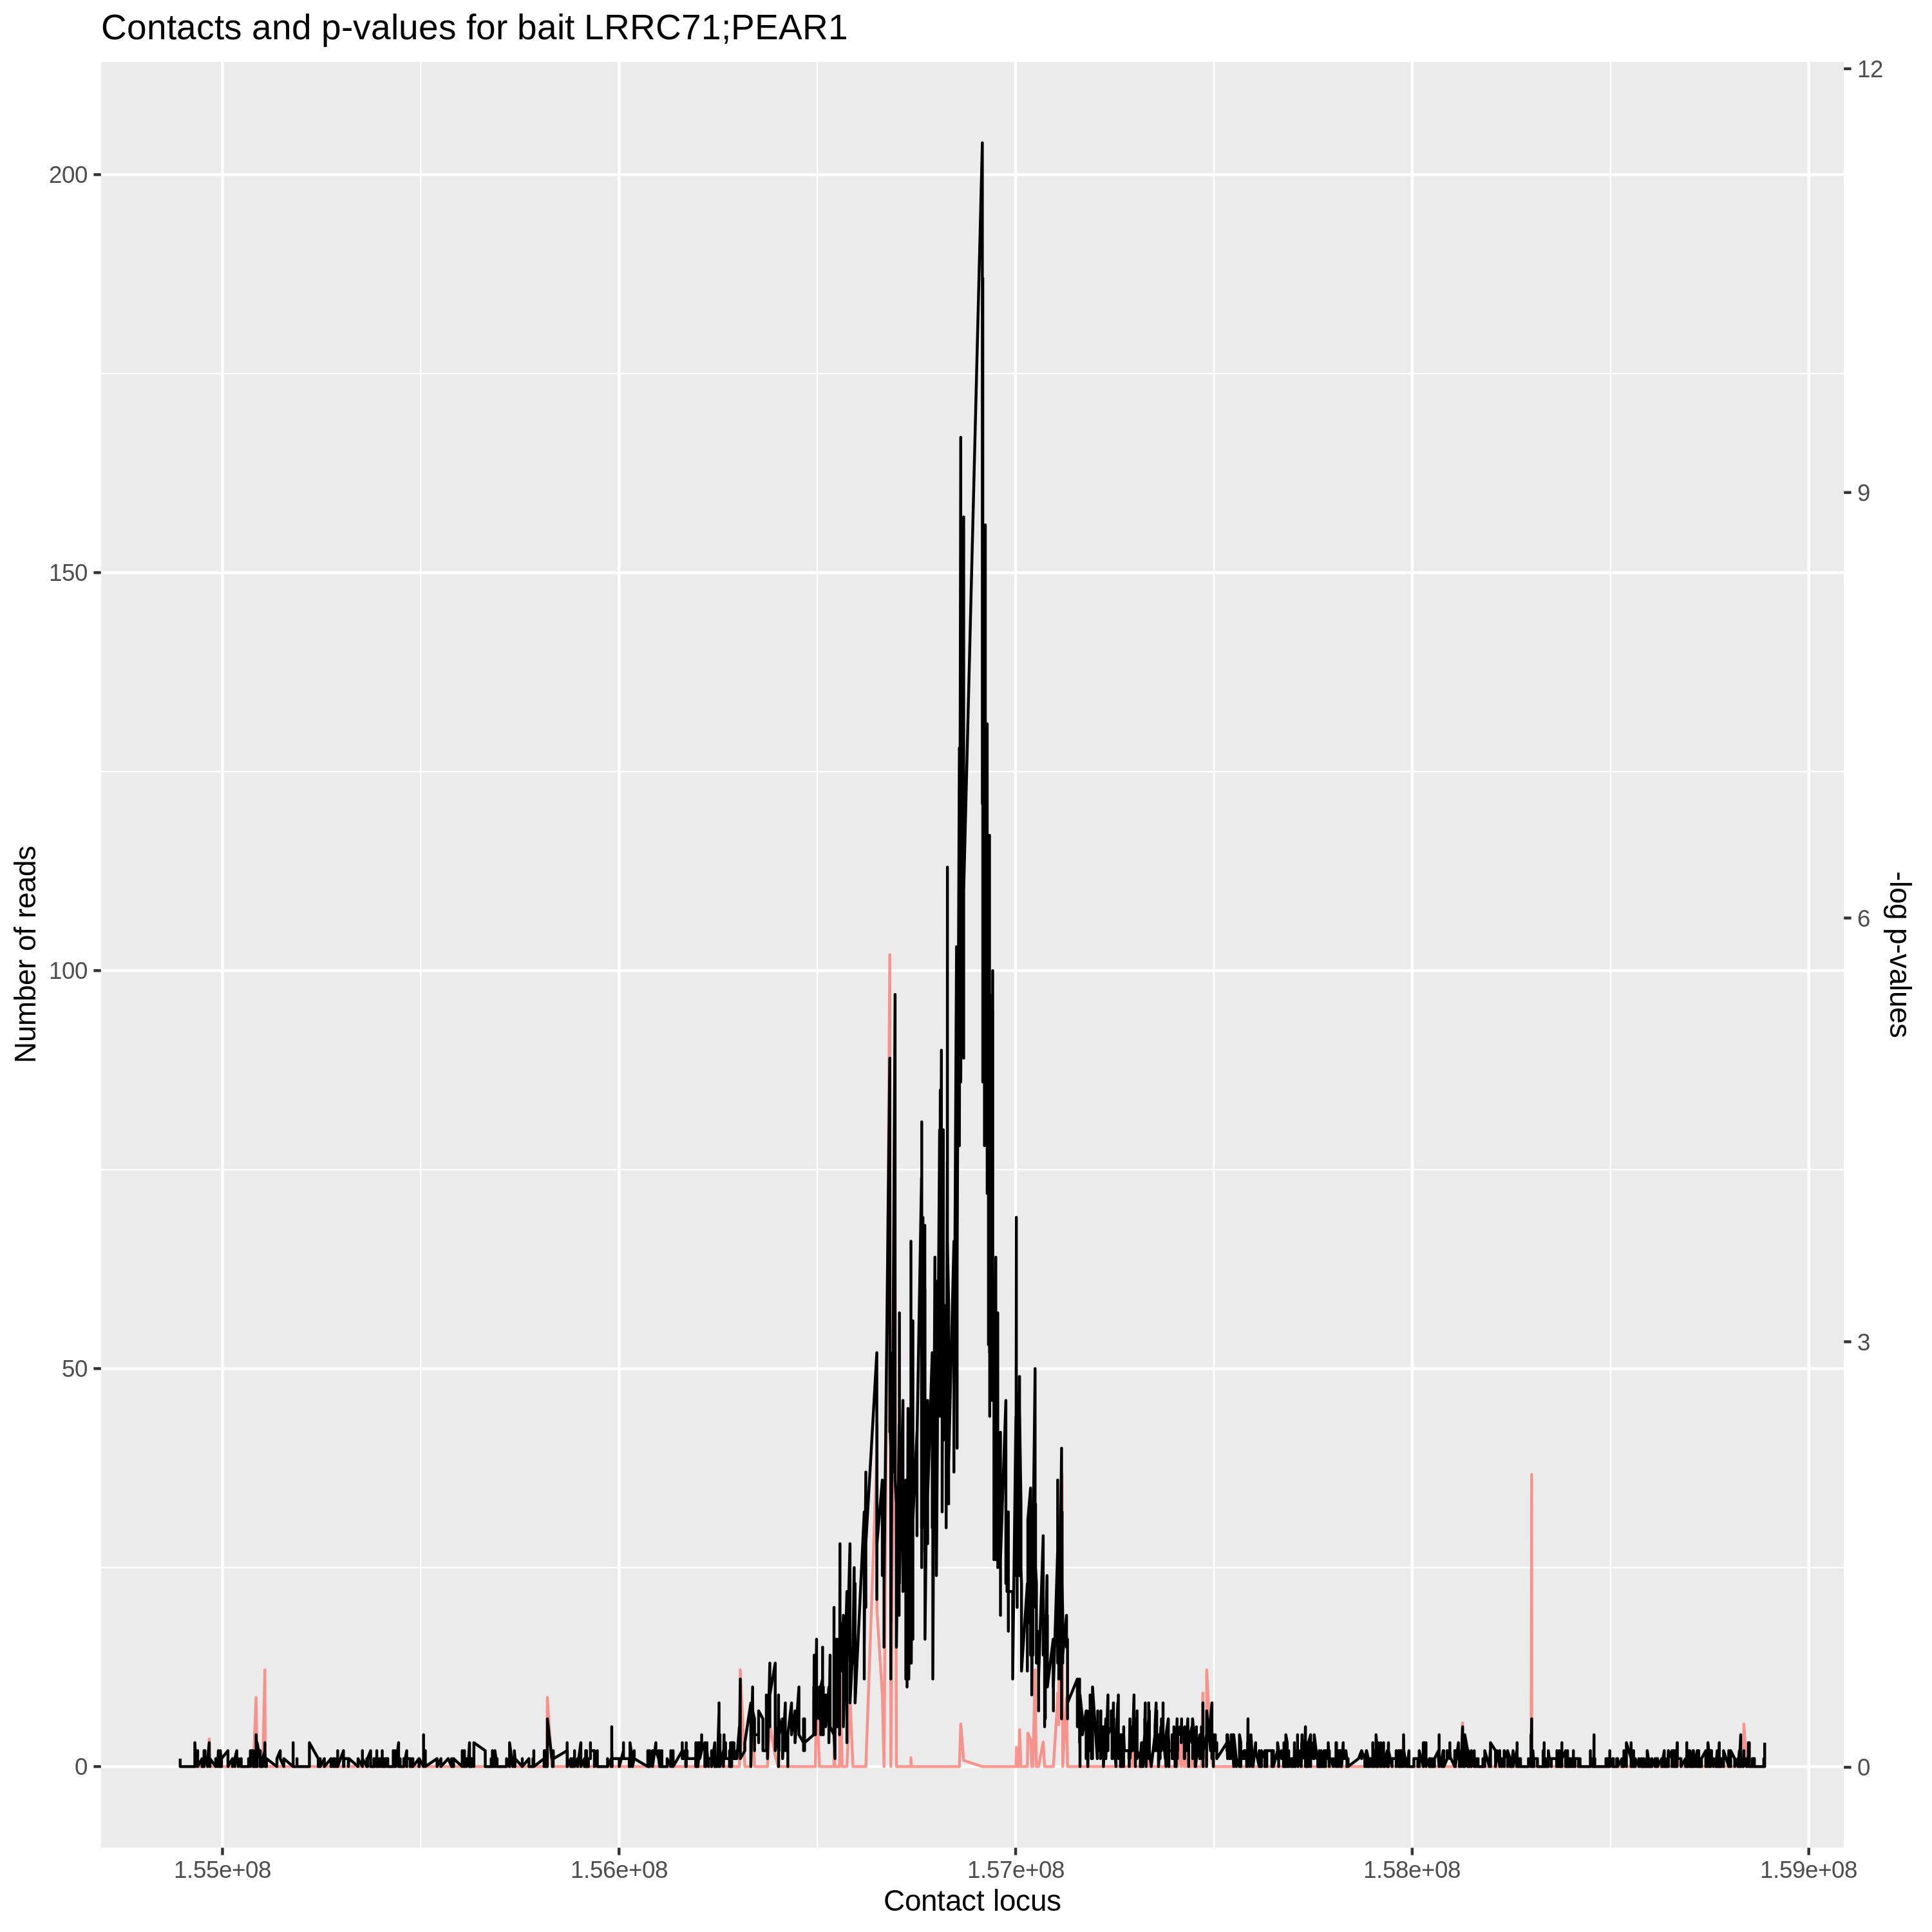 Contacts and p-values for bait LRRC71;PEAR1
Number of reads
200
150
100
50
0
12
9
6
3
0
-log p-values
1.55e+08 1.56e+08 1.57e+08 1.58e+08 1.59e+08
Contact locus